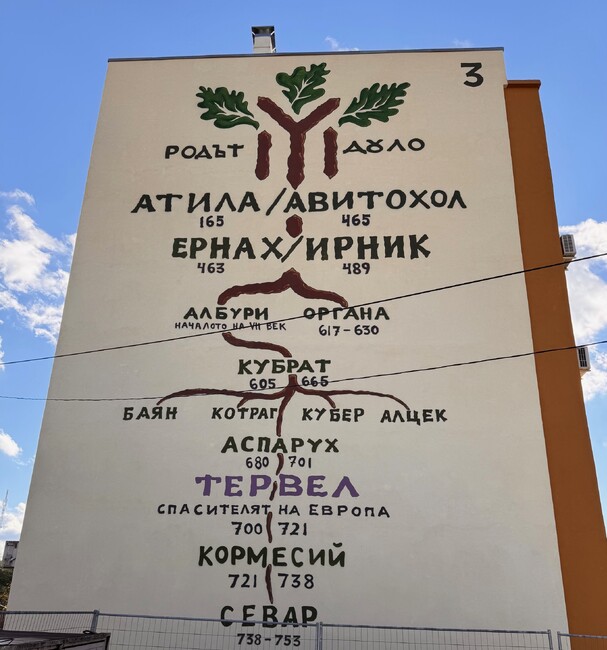 3
РОДЪТ ДУЛО
АТИЛА/АВИТОХОЛ
165 465
ЕРНАХ/ИРНИК
463 489
АЛБУРИ ОРГАНА
НАЧАЛОТО НА VII ВЕК 617-630
КУБРАТ
605 665
БАЯН КОТРАГ КУБЕР АЛЦЕК
АСПАРУХ
680 701
ТЕРВЕЛ
СПАСИТЕЛЯТ НА ЕВРОПА
700 721
КОРМЕСИЙ
721 738
СЕВАР
738-753